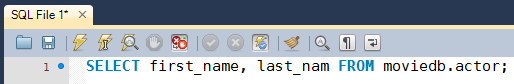 SQL File 1*
1 SELECT first_name, last_nam FROM moviedb.actor;